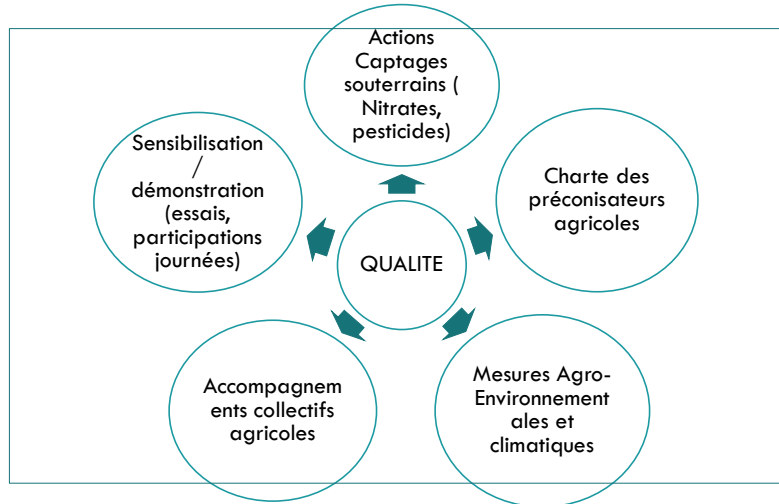 Actions
Captages
souterrains (
Nitrates,
pesticides)
Sensibilisation
/
démonstration
(essais,
participations
journées)
Charte des
préconisateurs
agricoles
QUALITE
Accompagnem
ents collectifs
agricoles
Mesures Agro-
Environnement
ales et
climatiques